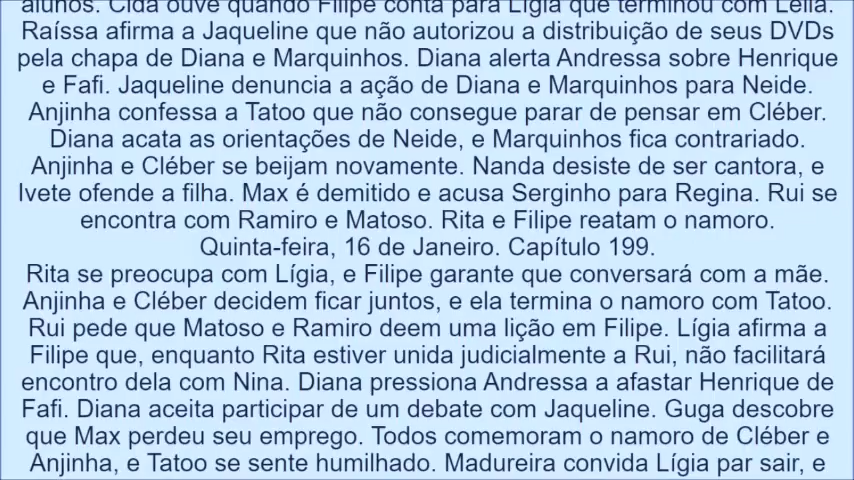 alunos. Cida ouve quando Filipe conta para Lígia que terminou com Leila.
Raíssa afirma a Jaqueline que não autorizou a distribuição de seus DVDs
pela chapa de Diana e Marquinhos. Diana alerta Andressa sobre Henrique
e Fafi. Jaqueline denuncia a ação de Diana e Marquinhos para Neide.
Anjinha confessa a Tatoo que não consegue parar de pensar em Cléber.
Diana acata as orientações de Neide, e Marquinhos fica contrariado.
Anjinha e Cléber se beijam novamente. Nanda desiste de ser cantora, e
Ivete ofende a filha. Max é demitido e acusa Serginho para Regina. Rui se
encontra com Ramiro e Matoso. Rita e Filipe reatam o namoro.
Quinta-feira, 16 de Janeiro. Capítulo 199.
Rita se preocupa com Lígia, e Filipe garante que conversará com a mãe.
Anjinha e Cléber decidem ficar juntos, e ela termina o namoro com Tatoo.
Rui pede que Matoso e Ramiro deem uma lição em Filipe. Lígia afirma a
Filipe que, enquanto Rita estiver unida judicialmente a Rui, não facilitará
encontro dela com Nina. Diana pressiona Andressa a afastar Henrique de
Fafi. Diana aceita participar de um debate com Jaqueline. Guga descobre
que Max perdeu seu emprego. Todos comemoram o namoro de Cléber e
Anjinha, e Tatoo se sente humilhado. Madureira convida Lígia par sair, e